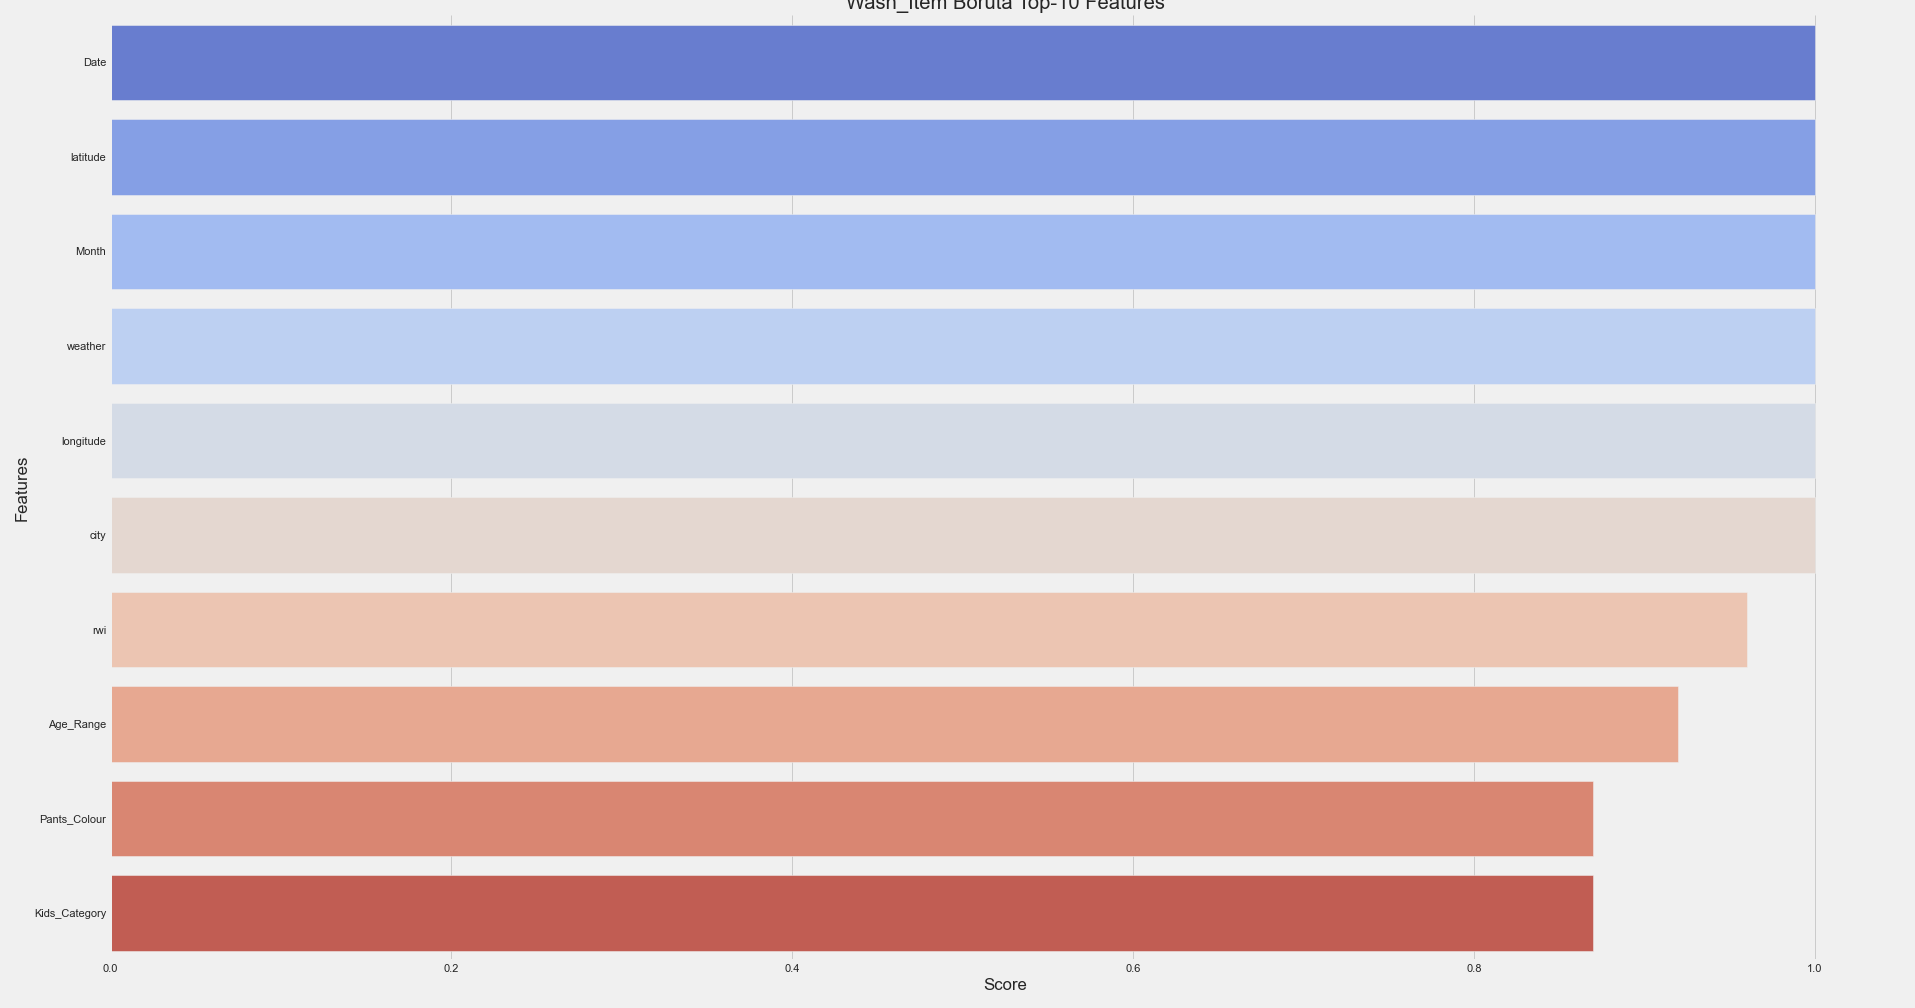 Wash_Item Boruta Top-10 Features
Date
latitude
Month
weather
longitude
city
rwi
Age_Range
Pants_Colour
Kids_Category
Features
0.0 0.2 0.4 0.6 0.8 1.0
Score